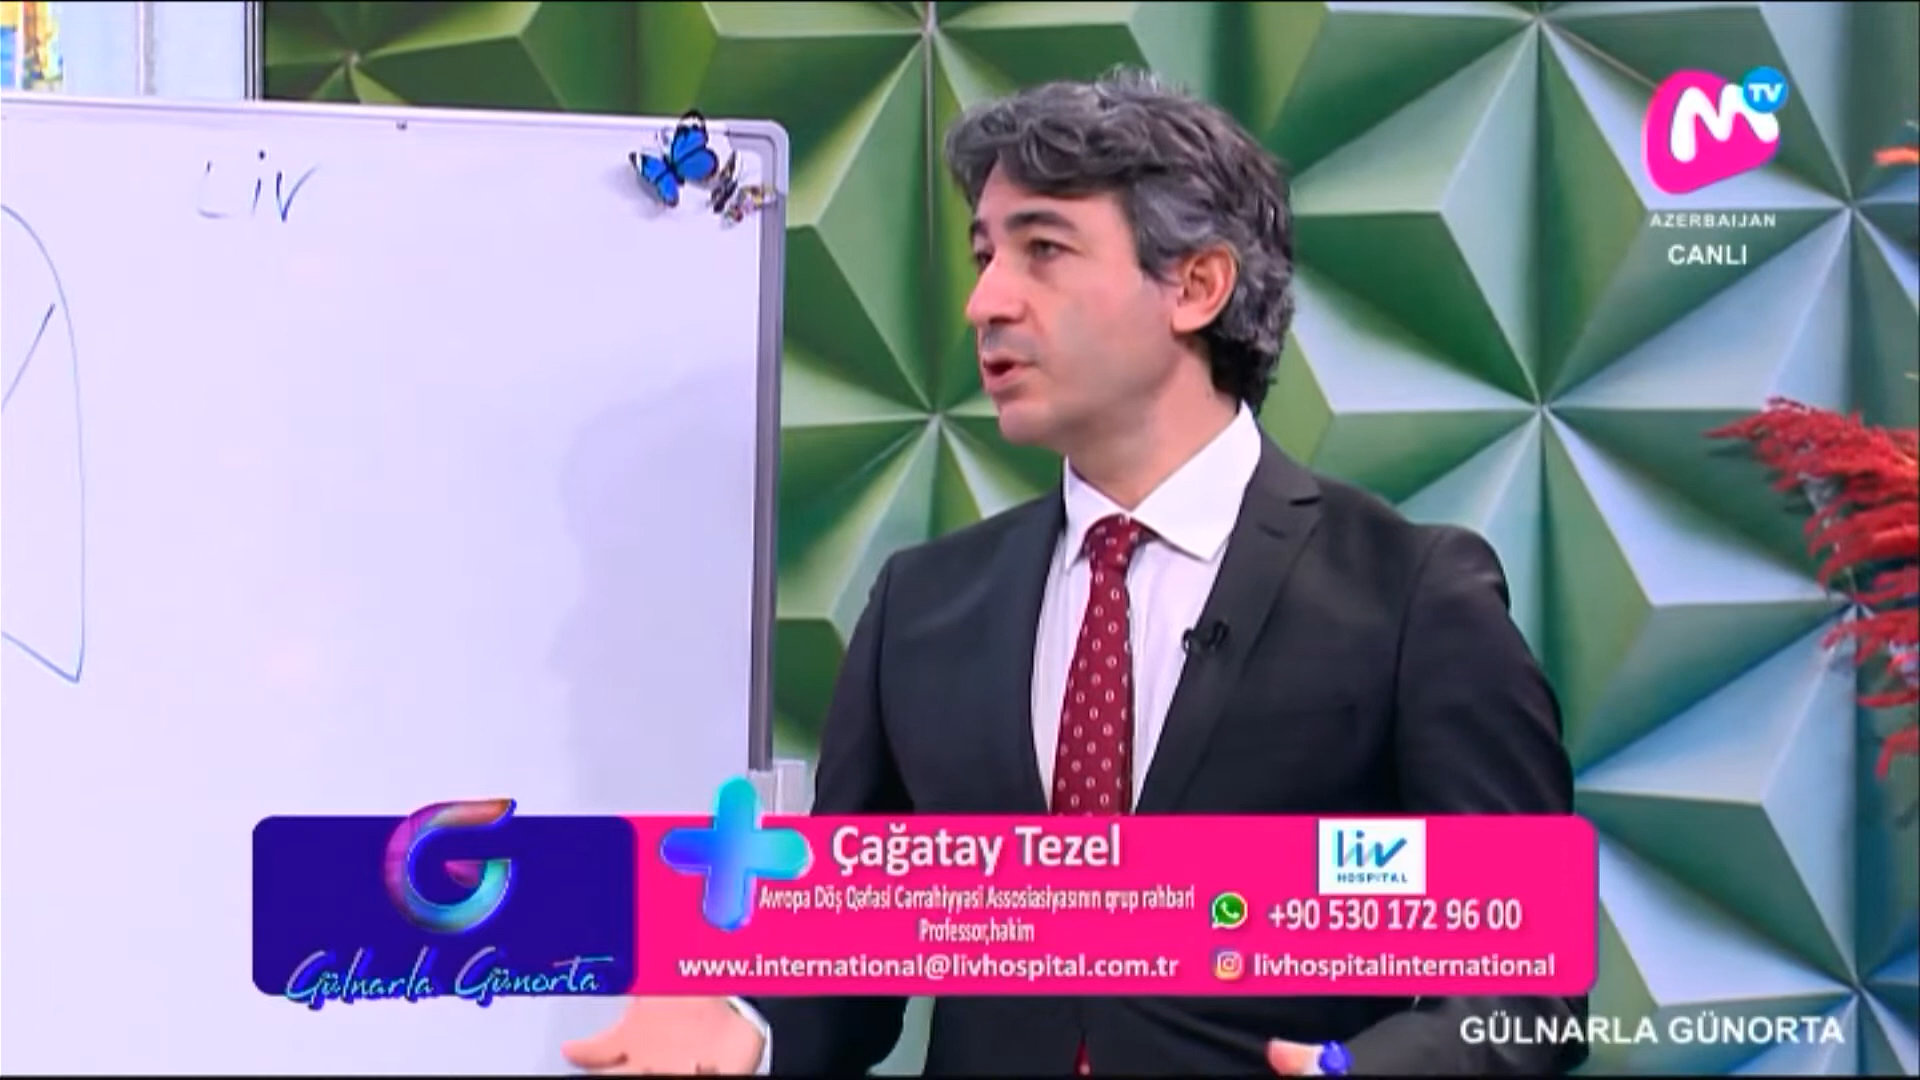 Liv
M TV
AZERBAIJAN
CANLI
Çağatay Tezel
Avropa Döş Qəfəsi Cərrahiyyəsi Assosiasiyasının qrup rəhbəri
Professor,həkim
www.international@livhospital.com.tr
liv
HOSPITAL
+90 530 172 96 00
livhospitalinternational
G
Gülnarla Günorta
GÜLNARLA GÜNORTA